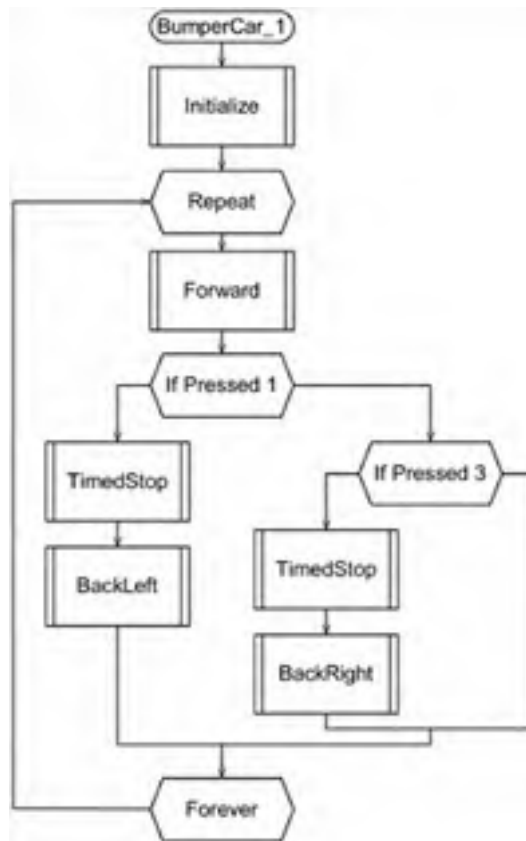 BumperCar_1
Initialize
Repeat
Forward
If Pressed 1
If Pressed 3
TimedStop
TimedStop
BackLeft
BackRight
Forever